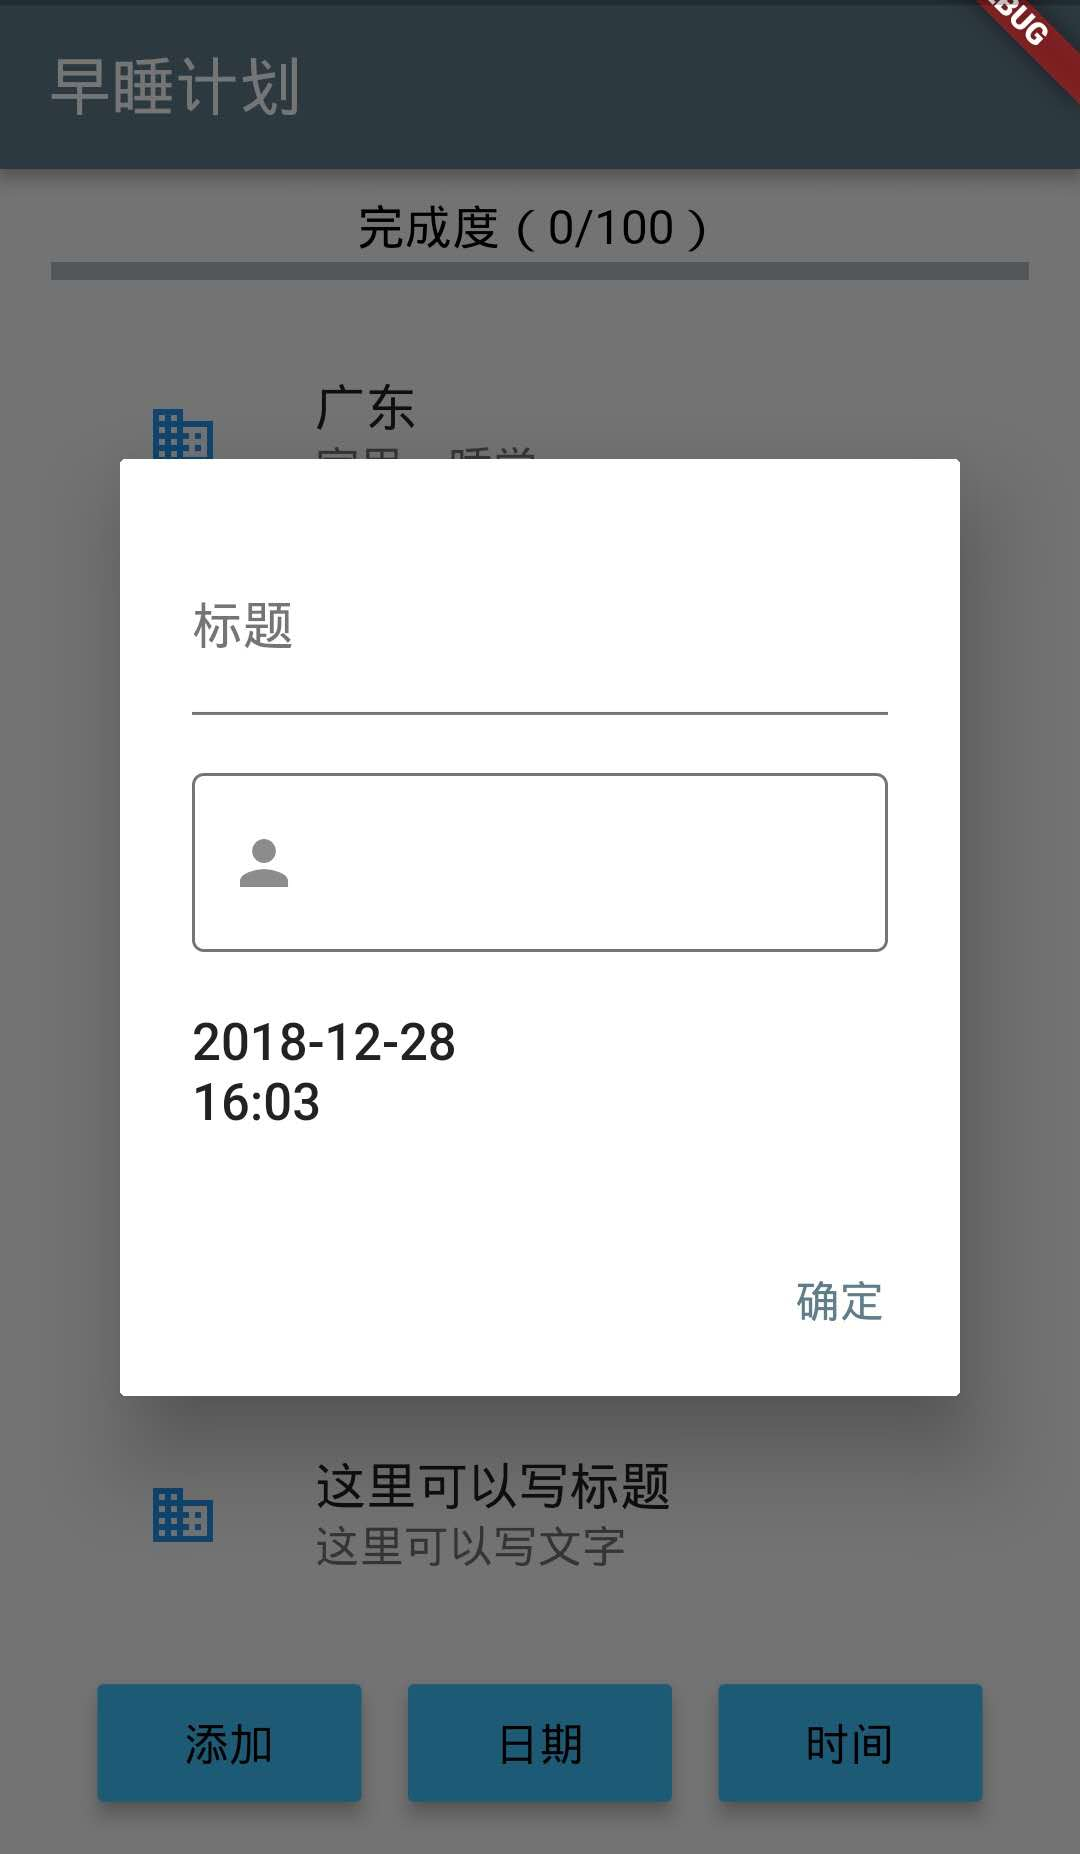 早睡计划
BUG
完成度（0/100）
广东
标题
2018-12-28
16:03
确定
这里可以写标题
这里可以写文字
添加
日期
时间